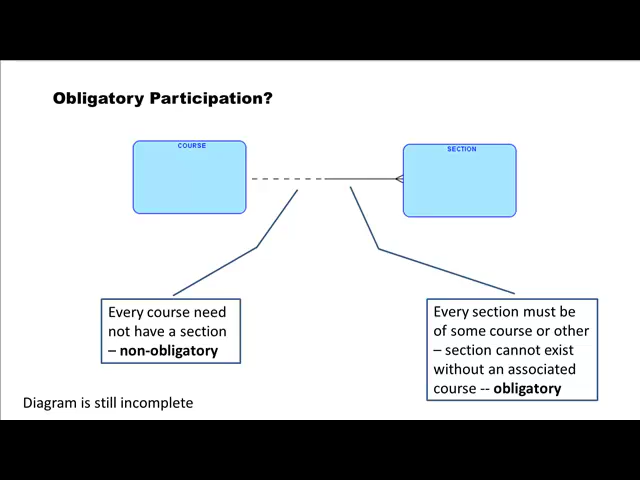 Obligatory Participation?
COURSE
SECTION
Every course need
not have a section
– non-obligatory
Every section must be
of some course or other
– section cannot exist
without an associated
course -- obligatory
Diagram is still incomplete